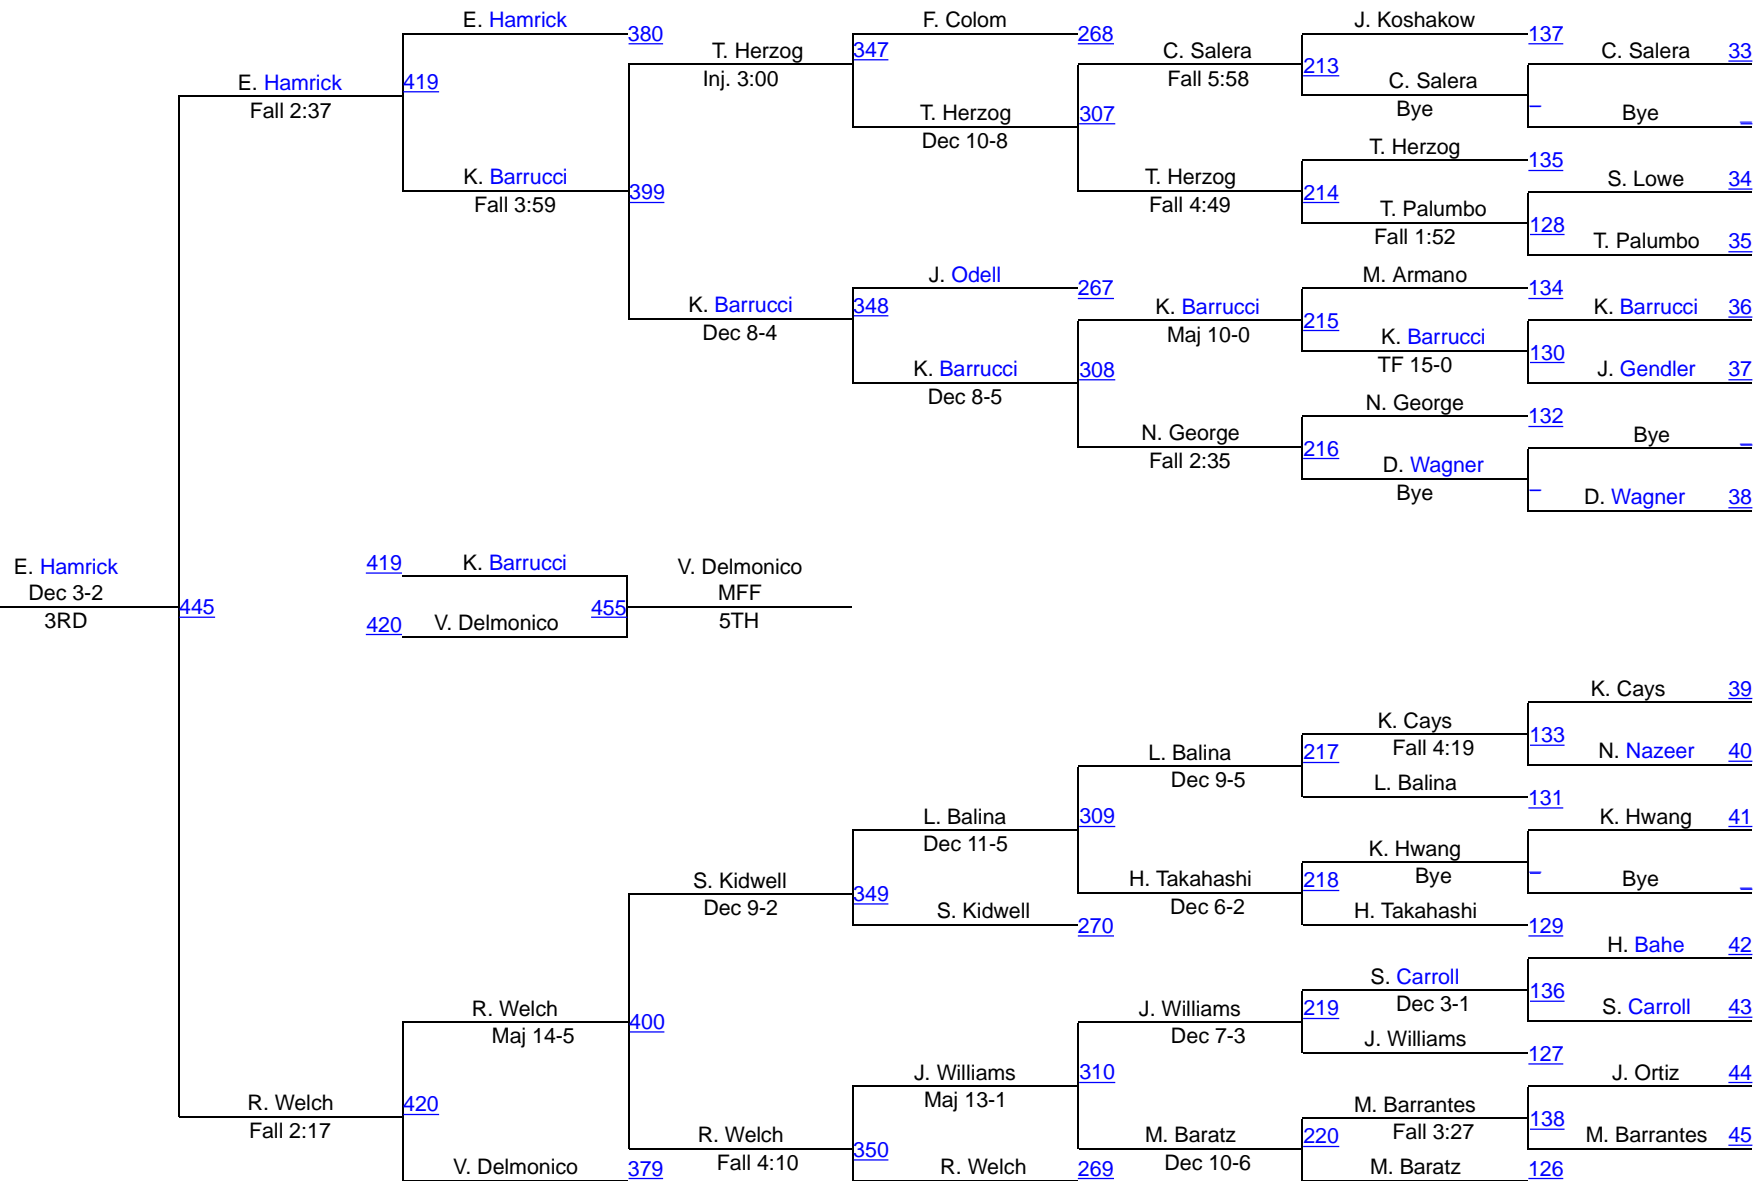 E. Hamrick 380
F. Colom 268
J. Koshakow 137
T. Herzog 347
Inj. 3:00
C. Salera 213
Fall 5:58
C. Salera 33
E. Hamrick 419
Fall 2:37
C. Salera
Bye –
T. Herzog 307
Dec 10-8
Bye _
T. Herzog 135
K. Barrucci 399
Fall 3:59
T. Herzog 214
Fall 4:49
S. Lowe 34
T. Palumbo 128
Fall 1:52
T. Palumbo 35
J. Odell 267
M. Armano 134
K. Barrucci 348
Dec 8-4
K. Barrucci 215
Maj 10-0
K. Barrucci 36
K. Barrucci 130
TF 15-0
K. Barrucci 308
Dec 8-5
J. Gendler 37
N. George 132
N. George 216
Fall 2:35
Bye _
D. Wagner
Bye –
D. Wagner 38
E. Hamrick
Dec 3-2
3RD
445
419 K. Barrucci
420 V. Delmonico
455
V. Delmonico
MFF
5TH
K. Cays 39
K. Cays 133
Fall 4:19
N. Nazeer 40
L. Balina 217
Dec 9-5
L. Balina 131
L. Balina 309
Dec 11-5
K. Hwang 41
K. Hwang
Bye –
Bye _
S. Kidwell 349
Dec 9-2
H. Takahashi 218
Dec 6-2
S. Kidwell 270
H. Takahashi 129
H. Bahe 42
S. Carroll 136
Dec 3-1
S. Carroll 43
R. Welch 400
Maj 14-5
J. Williams 219
Dec 7-3
J. Williams 127
J. Williams 310
Maj 13-1
J. Ortiz 44
R. Welch 420
Fall 2:17
M. Barrantes 138
Fall 3:27
M. Barrantes 45
R. Welch 350
Fall 4:10
M. Baratz 220
Dec 10-6
V. Delmonico 379
R. Welch 269
M. Baratz 126